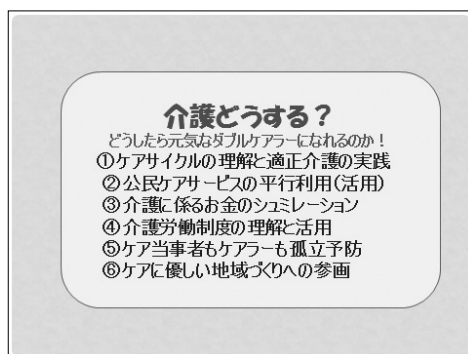 介護どうする？
どうしたら元気なダブルケアラーになれるのか！
①ケアサイクルの理解と適正介護の実践
②公民ケアサービスの平行利用(活用)
③介護に係るお金のシュミレーション
④介護労働制度の理解と活用
⑤ケア当事者もケアラーも孤立予防
⑥ケアに優しい地域づくりへの参画